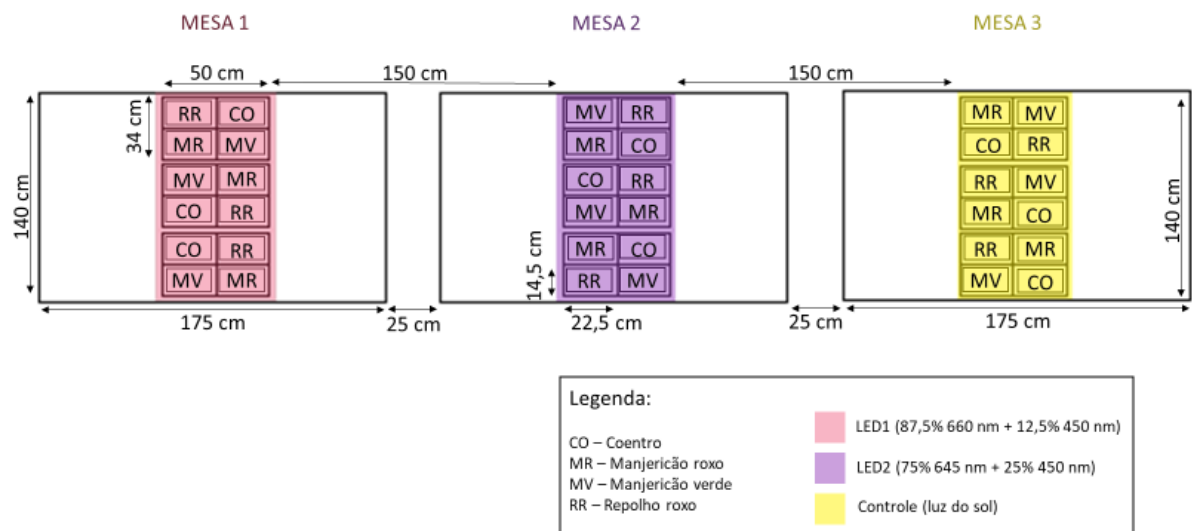 MESA 1 MESA 2 MESA 3
50 cm 150 cm 150 cm
34 cm
140 cm
RR CO
MR MV
MV MR
CO RR
CO RR
MV MR
MV RR
MR CO
CO RR
MV MR
MR CO
RR MV
14,5 cm
MR MV
CO RR
RR MV
MR CO
RR MR
MV CO
140 cm
175 cm 25 cm 22,5 cm 25 cm 175 cm
Legenda:
CO – Coentro
MR – Manjericão roxo
MV – Manjericão verde
RR – Repolho roxo
LED1 (87,5% 660 nm + 12,5% 450 nm)
LED2 (75% 645 nm + 25% 450 nm)
Controle (luz do sol)